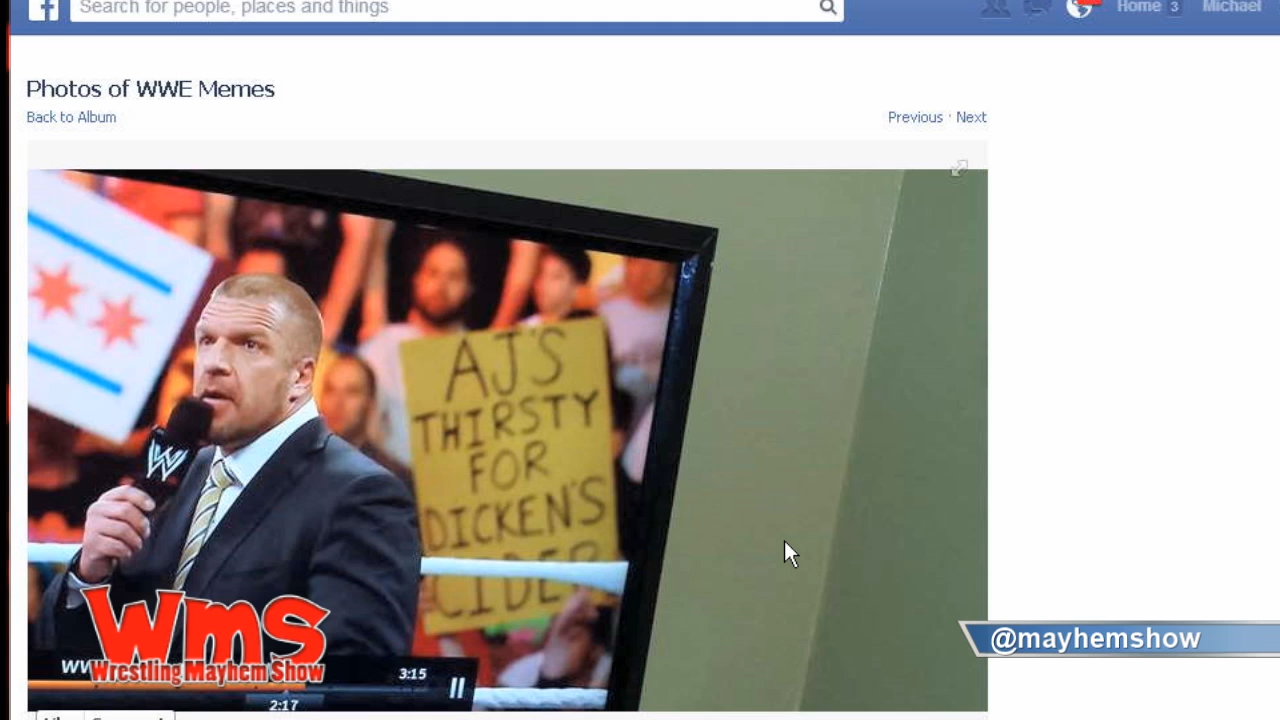 Search for people, places and things
Home 3 Michael
Photos of WWE Memes
Back to Album
Previous · Next
AJ'S
THIRSTY
FOR
DICKEN'S
CIDER
W
wms
Wrestling Mayhem Show
3:15
2:17
@mayhemshow